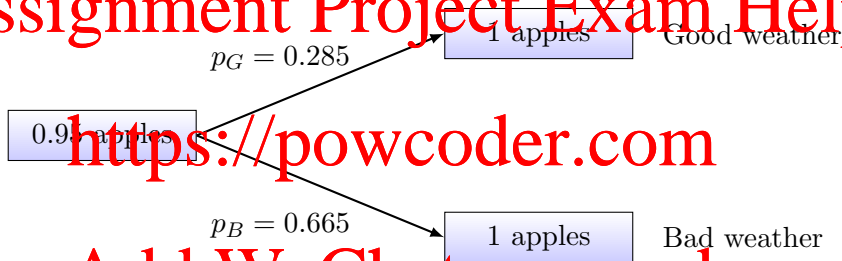 ssignment Project Exam Hel
1 apples
Good weather,
p_G = 0.285
0.95 apples
https://powcoder.com
p_B = 0.665
1 apples
Bad weather